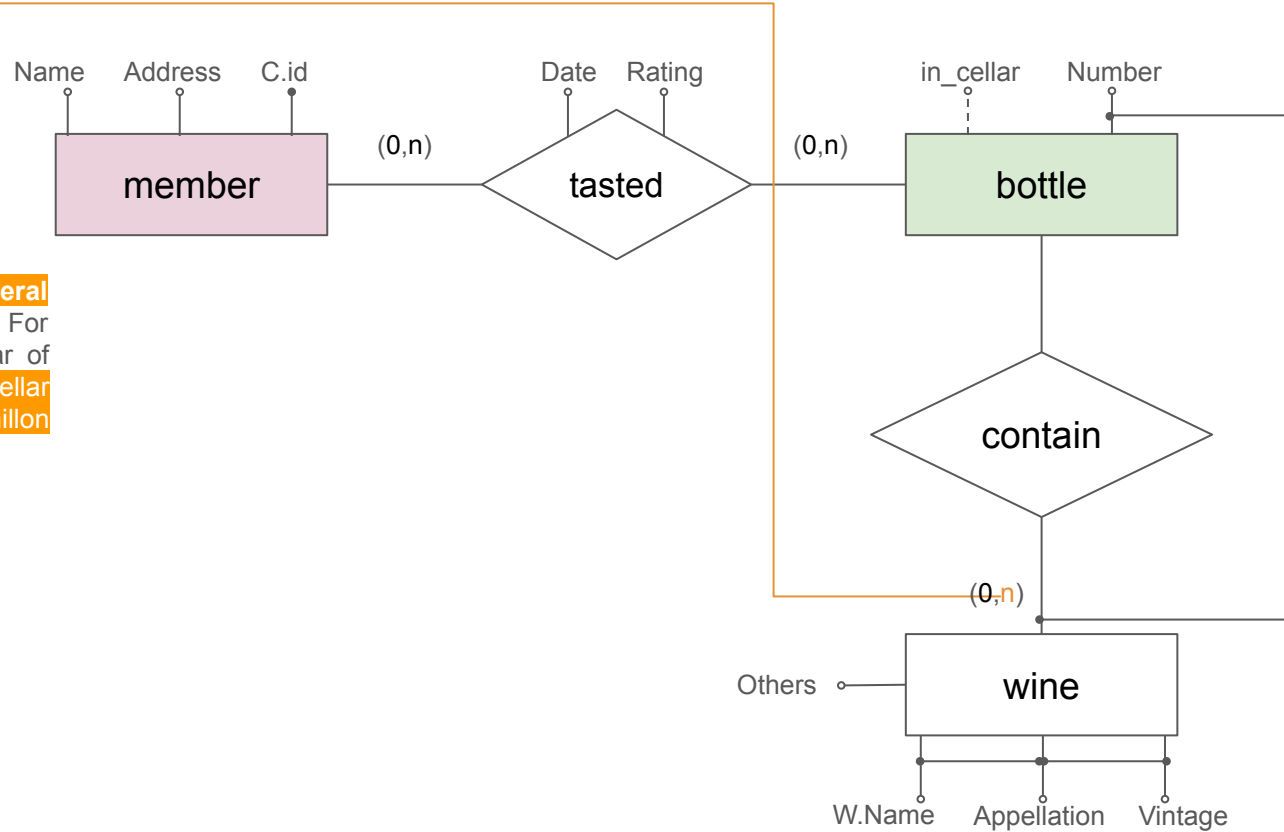 Name Address C.id Date Rating in_cellar Number
(0,n) (0,n)
member tasted bottle
eral
For
ar of
ellar
illon
contain
(0,n)
Others wine
W.Name Appellation Vintage